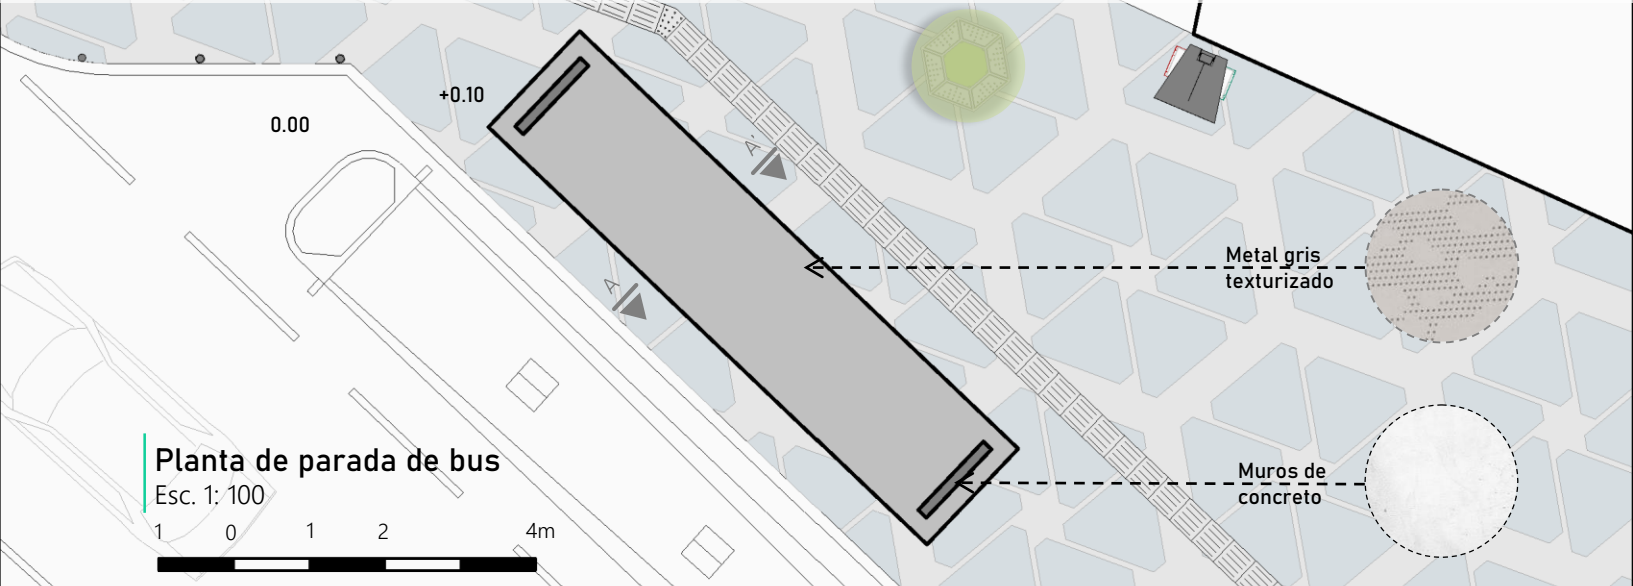 +0.10
0.00
A'
A
Metal gris
texturizado
Planta de parada de bus
Esc. 1: 100
1 0 1 2 4m
Muros de
concreto